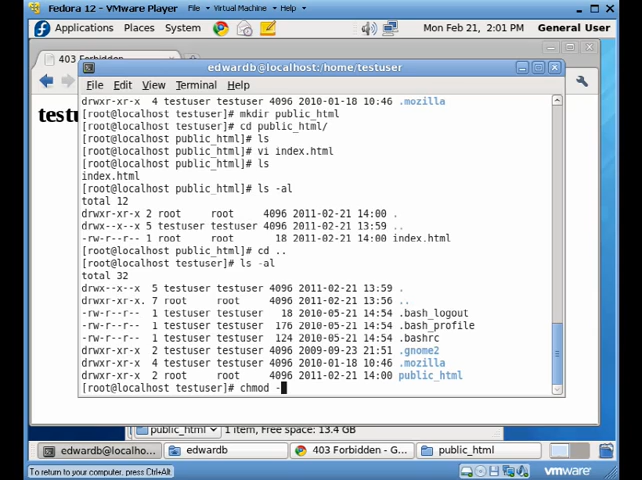 Fedora 12 - VMware Player File Virtual Machine Help
Applications Places System Mon Feb 21, 2:01 PM General User
403 Forbidden
edwardb@localhost:/home/testuser
File Edit View Terminal Help
testu
drwxr-xr-x 4 testuser testuser 4096 2010-01-18 10:46 .mozilla
[root@localhost testuser]# mkdir public_html
[root@localhost testuser]# cd public_html/
[root@localhost public_html]# ls
[root@localhost public_html]# vi index.html
[root@localhost public_html]# ls
index.html
[root@localhost public_html]# ls -al
total 12
drwxr-xr-x 2 root root 4096 2011-02-21 14:00 .
drwx--x--x 5 testuser testuser 4096 2011-02-21 13:59 ..
-rw-r--r-- 1 root root 18 2011-02-21 14:00 index.html
[root@localhost public_html]# cd ..
[root@localhost testuser]# ls -al
total 32
drwx--x--x 5 testuser testuser 4096 2011-02-21 13:59 .
drwxr-xr-x. 7 root root 4096 2011-02-21 13:56 ..
-rw-r--r-- 1 testuser testuser 18 2010-05-21 14:54 .bash_logout
-rw-r--r-- 1 testuser testuser 176 2010-05-21 14:54 .bash_profile
-rw-r--r-- 1 testuser testuser 124 2010-05-21 14:54 .bashrc
drwxr-xr-x 2 testuser testuser 4096 2009-09-23 21:51 .gnome2
drwxr-xr-x 4 testuser testuser 4096 2010-01-18 10:46 .mozilla
drwxr-xr-x 2 root root 4096 2011-02-21 14:00 public_html
[root@localhost testuser]# chmod -
public_html 1 item, Free space: 13.4 GB
edwardb@localho... edwardb 403 Forbidden - G... public_html
To return to your computer, press Ctrl+Alt vmware